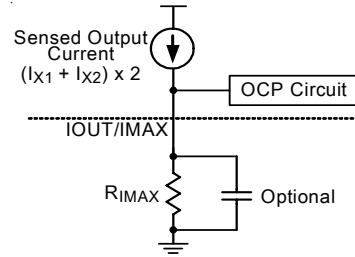 Sensed Output
Current
(IX1 + IX2) x 2
OCP Circuit
IOUT/IMAX
RIMAX
Optional